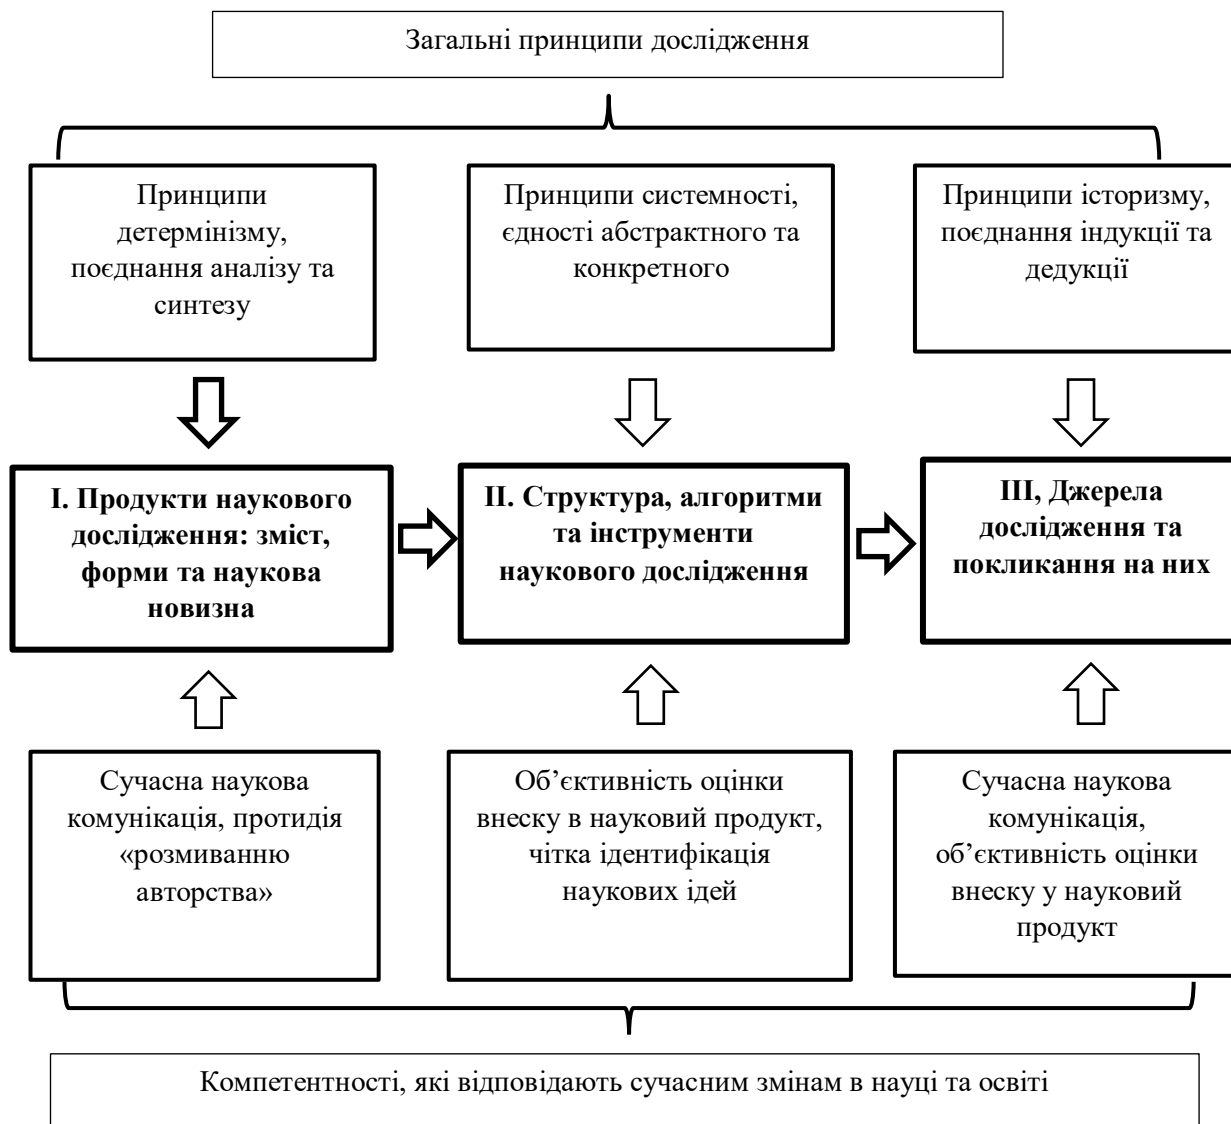 Загальні принципи дослідження
Принципи
детермінізму,
поєднання аналізу та
синтезу
Принципи системності,
єдності абстрактного та
конкретного
Принципи історизму,
поєднання індукції та
дедукції
І. Продукти наукового
дослідження: зміст,
форми та наукова
новизна
ІІ. Структура, алгоритми
та інструменти
наукового дослідження
ІІІ, Джерела
дослідження та
покликання на них
Сучасна наукова
комунікація, протидія
«розмиванню
авторства»
Об’єктивність оцінки
внеску в науковий продукт,
чітка ідентифікація
наукових ідей
Сучасна наукова
комунікація,
об’єктивність оцінки
внеску у науковий
продукт
Компетентності, які відповідають сучасним змінам в науці та освіті